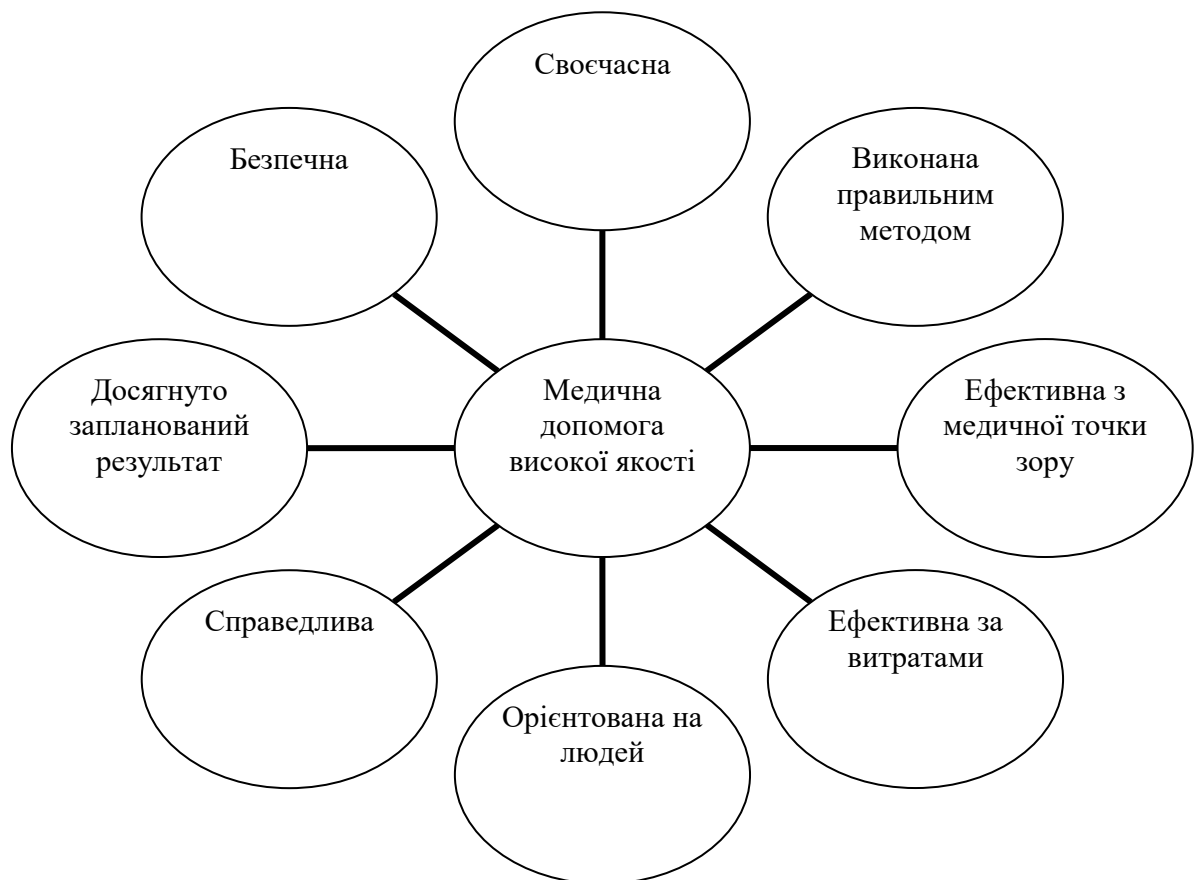 Своєчасна
Безпечна
Виконана
правильним
методом
Досягнуто
запланований
результат
Медична
допомога
високої якості
Ефективна з
медичної точки
зору
Справедлива
Ефективна за
витратами
Орієнтована на
людей